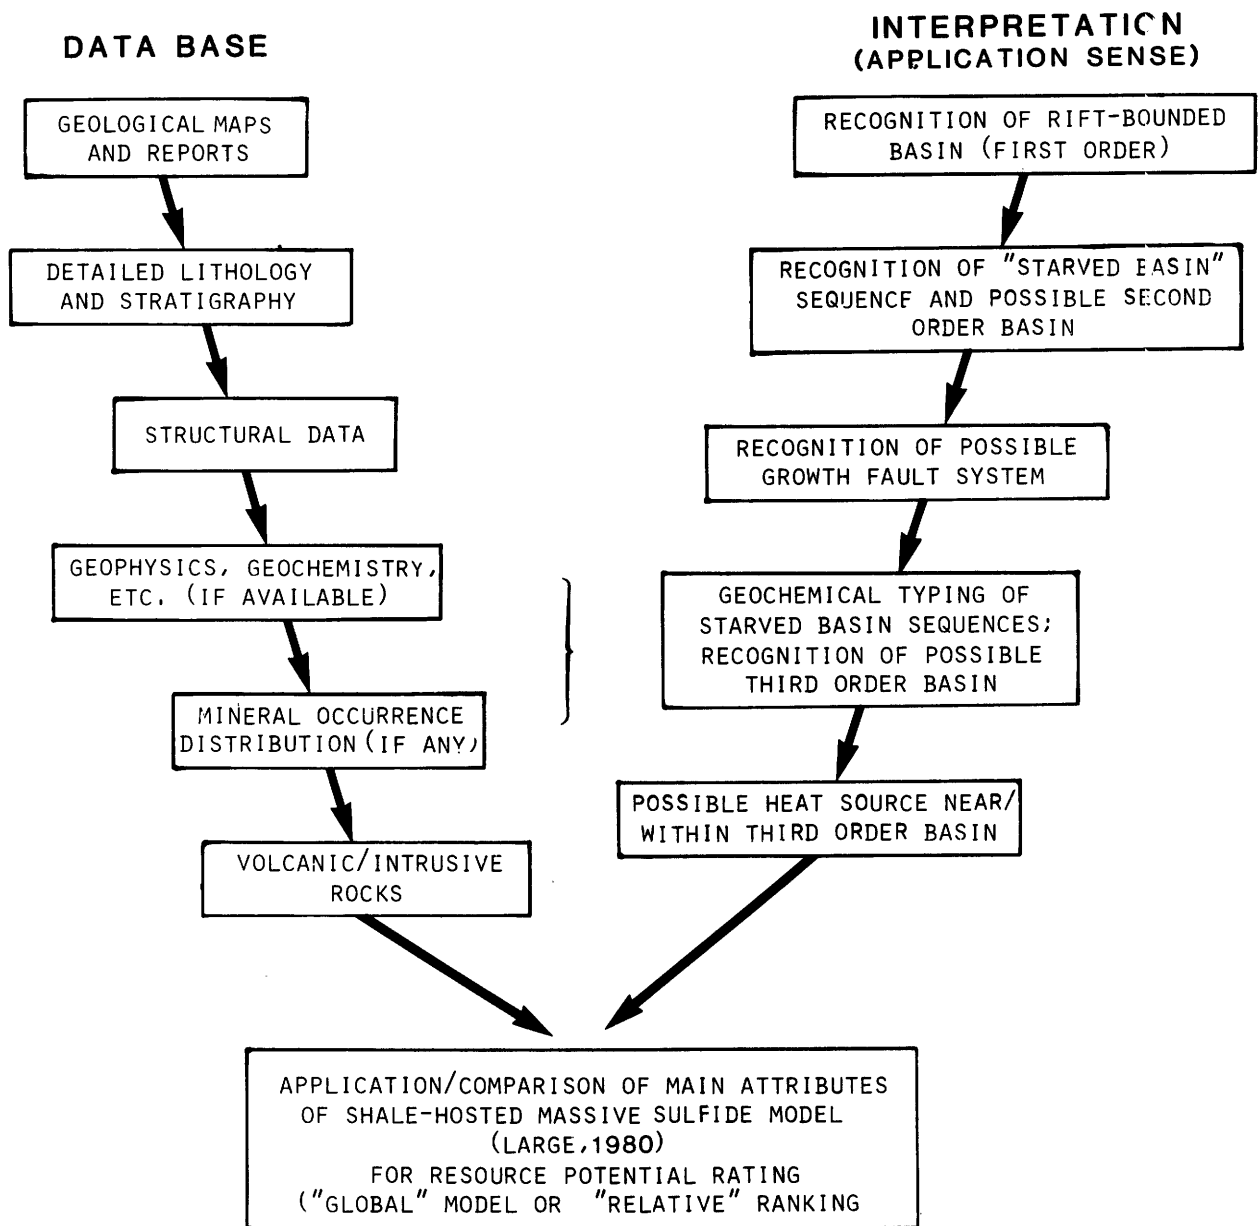 DATA BASE
GEOLOGICAL MAPS
AND REPORTS
DETAILED LITHOLOGY
AND STRATIGRAPHY
STRUCTURAL DATA
GEOPHYSICS, GEOCHEMISTRY,
ETC. (IF AVAILABLE)
MINERAL OCCURRENCE
DISTRIBUTION (IF ANY)
VOLCANIC/INTRUSIVE
ROCKS
INTERPRETATION
(APPLICATION SENSE)
RECOGNITION OF RIFT-BOUNDED
BASIN (FIRST ORDER)
RECOGNITION OF "STARVED BASIN"
SEQUENCE AND POSSIBLE SECOND
ORDER BASIN
RECOGNITION OF POSSIBLE
GROWTH FAULT SYSTEM
GEOCHEMICAL TYPING OF
STARVED BASIN SEQUENCES;
RECOGNITION OF POSSIBLE
THIRD ORDER BASIN
POSSIBLE HEAT SOURCE NEAR/
WITHIN THIRD ORDER BASIN
APPLICATION/COMPARISON OF MAIN ATTRIBUTES
OF SHALE-HOSTED MASSIVE SULFIDE MODEL
(LARGE, 1980)
FOR RESOURCE POTENTIAL RATING
("GLOBAL" MODEL OR "RELATIVE" RANKING